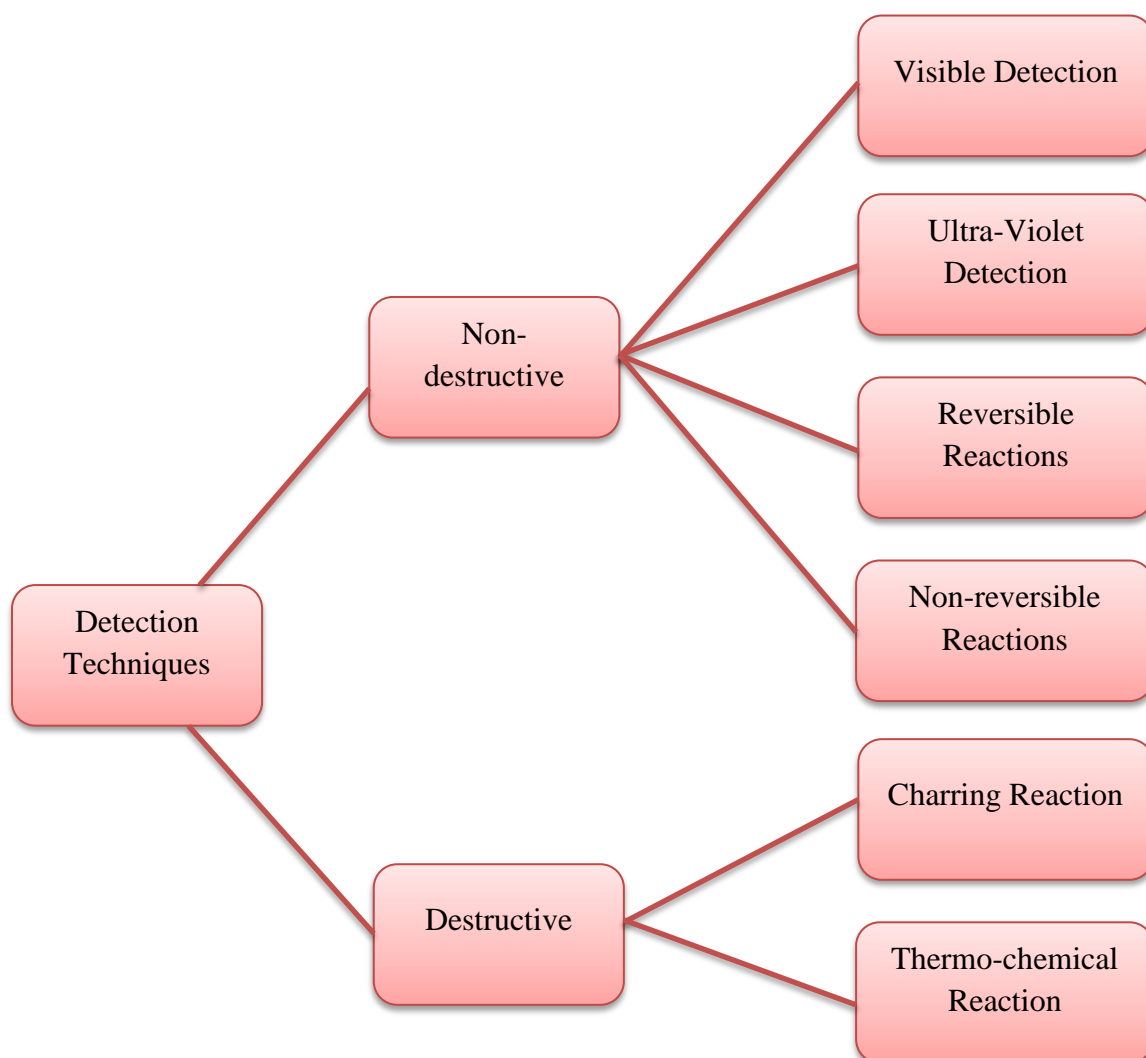 Visible Detection
Ultra-Violet
Detection
Non-
destructive
Reversible
Reactions
Non-reversible
Reactions
Detection
Techniques
Charring Reaction
Destructive
Thermo-chemical
Reaction